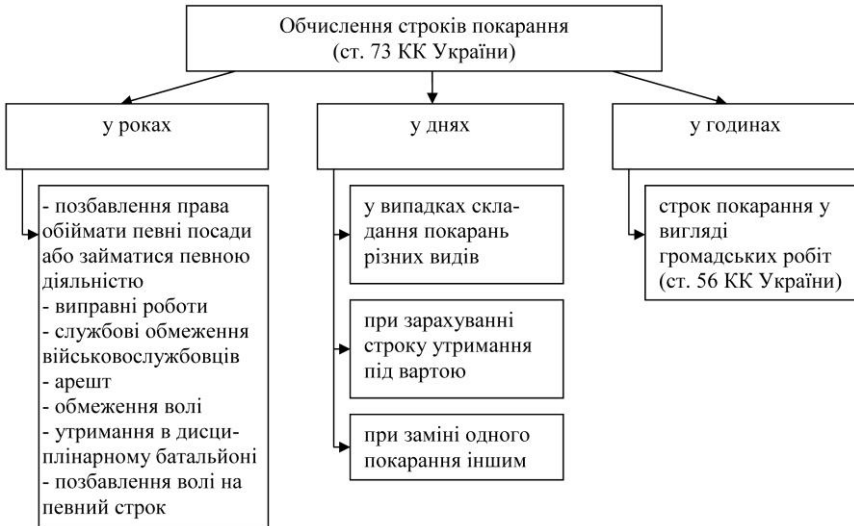 Обчислення строків покарання
(ст. 73 КК України)
у роках
- позбавлення права
обіймати певні посади
або займатися певною
діяльністю
- виправні роботи
- службові обмеження
військовослужбовців
- арешт
- обмеження волі
- утримання в дисци-
плінарному батальйоні
- позбавлення волі на
певний строк
у днях
у випадках скла-
дання покарань
різних видів
при зарахуванні
строку утримання
під вартою
при заміні одного
покарання іншим
у годинах
строк покарання у
вигляді
громадських робіт
(ст. 56 КК України)